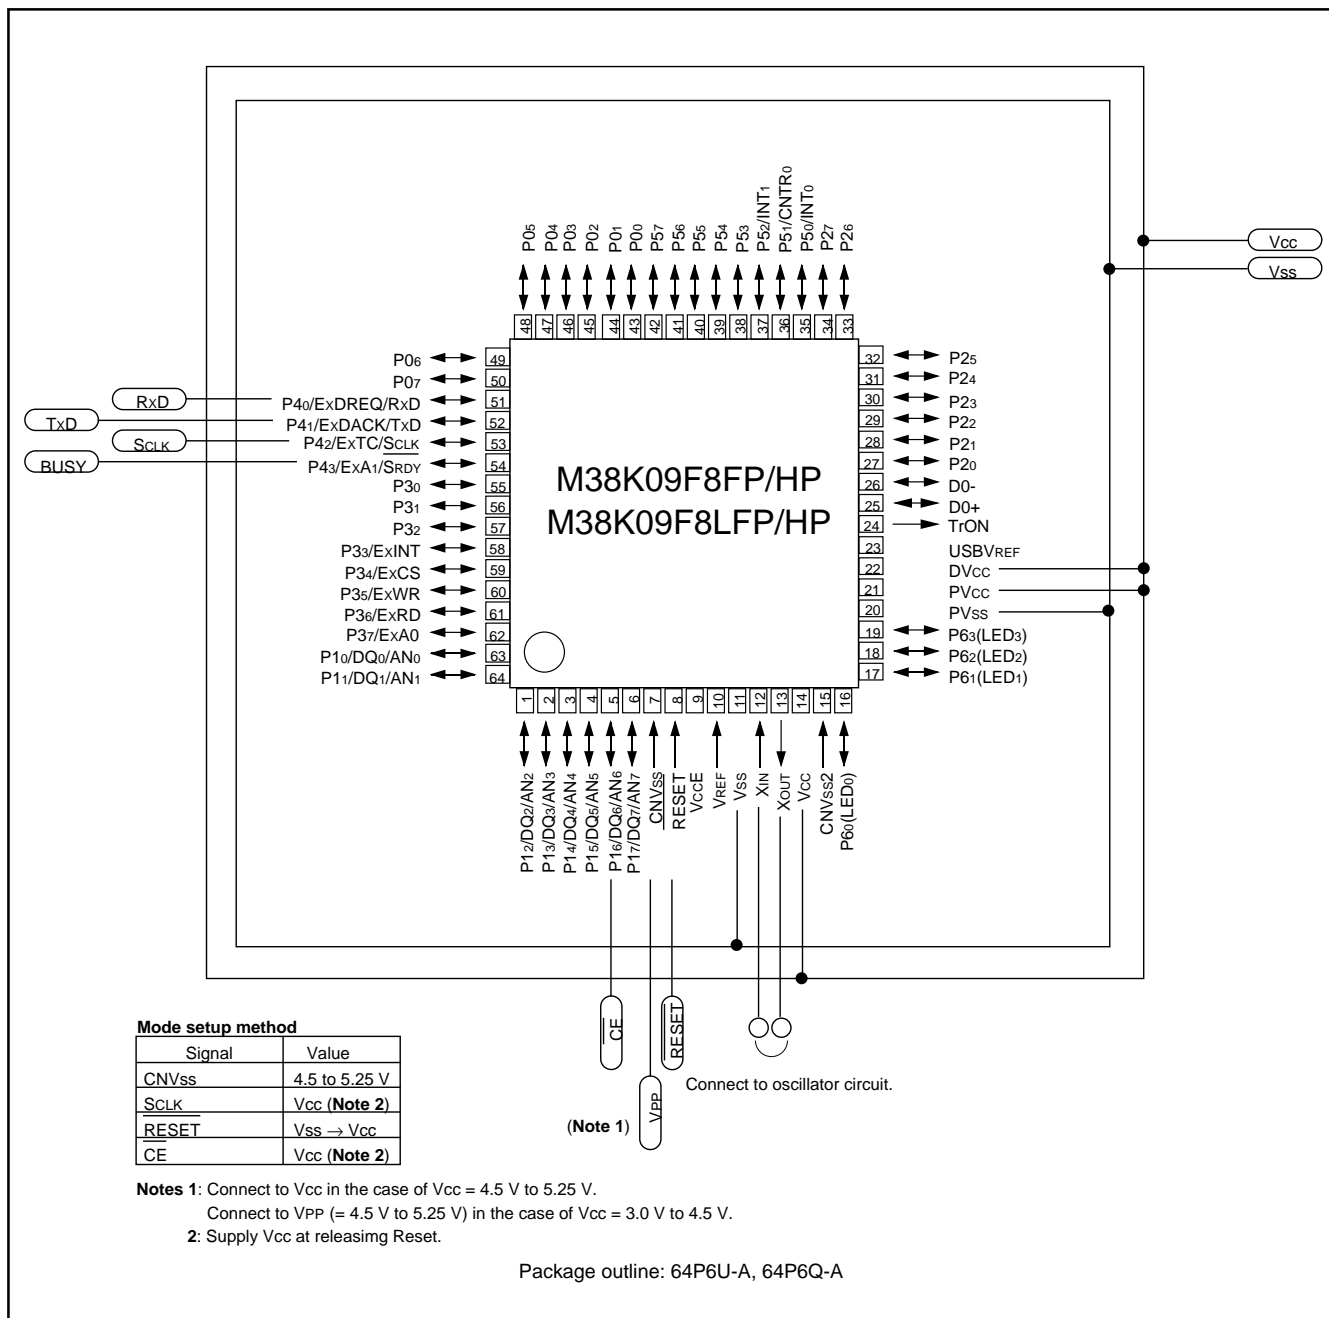 P05
P04
P03
P02
P01
P00
P57
P56
P55
P54
P53
P52/INT1
P51/CNTR0
P50/INT0
P27
P26
48
47
46
45
44
43
42
41
40
39
38
37
36
35
34
33
Vcc
Vss
P06
P07
P40/EXDREQ/RXD
P41/EXDACK/TXD
P42/EXTC/SCLK
P43/EXA1/SRDY
P30
P31
P32
P33/EXINT
P34/EXCS
P35/EXWR
P36/EXRD
P37/EXA0
P10/DQ0/AN0
P11/DQ1/AN1
RXD
TXD
SCLK
BUSY
49
50
51
52
53
54
55
56
57
58
59
60
61
62
63
64
M38K09F8FP/HP
M38K09F8LFP/HP
32
31
30
29
28
27
26
25
24
23
22
21
20
19
18
17
P25
P24
P23
P22
P21
P20
D0-
D0+
TrON
USBVREF
DVCC
PVCC
PVSS
P63(LED3)
P62(LED2)
P61(LED1)
1
2
3
4
5
6
7
8
9
10
11
12
13
14
15
16
P12/DQ2/AN2
P13/DQ3/AN3
P14/DQ4/AN4
P15/DQ5/AN5
P16/DQ6/AN6
P17/DQ7/AN7
CNVSS
RESET
VCCE
VREF
VSS
XIN
XOUT
VCC
CNVSS2
P60(LED0)
CE
RESET
VPP
(Note 1)
Connect to oscillator circuit.
Mode setup method
Signal Value
CNVss 4.5 to 5.25 V
SCLK Vcc (Note 2)
RESET Vss → Vcc
CE Vcc (Note 2)
Notes 1: Connect to Vcc in the case of Vcc = 4.5 V to 5.25 V.
Connect to VPP (= 4.5 V to 5.25 V) in the case of Vcc = 3.0 V to 4.5 V.
2: Supply Vcc at releasimg Reset.
Package outline: 64P6U-A, 64P6Q-A